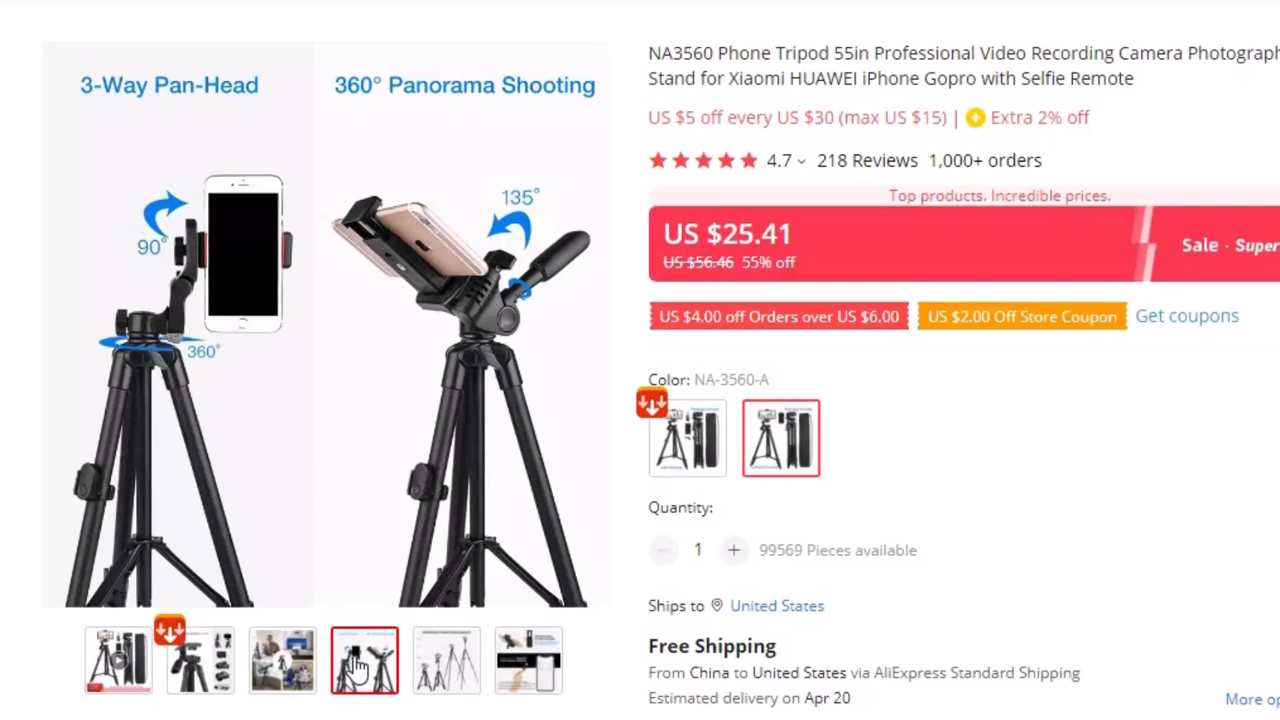 3-Way Pan-Head
360° Panorama Shooting
90°
360°
135°
NA3560 Phone Tripod 55in Professional Video Recording Camera Photograph
Stand for Xiaomi HUAWEI iPhone Gopro with Selfie Remote
US $5 off every US $30 (max US $15) | Extra 2% off
4.7 218 Reviews 1,000+ orders
Top products. Incredible prices.
US $25.41
US $56.46 55% off
Sale · Super
US $4.00 off Orders over US $6.00
US $2.00 Off Store Coupon
Get coupons
Color: NA-3560-A
Quantity:
1
99569 Pieces available
Ships to United States
Free Shipping
From China to United States via AliExpress Standard Shipping
Estimated delivery on Apr 20
More op